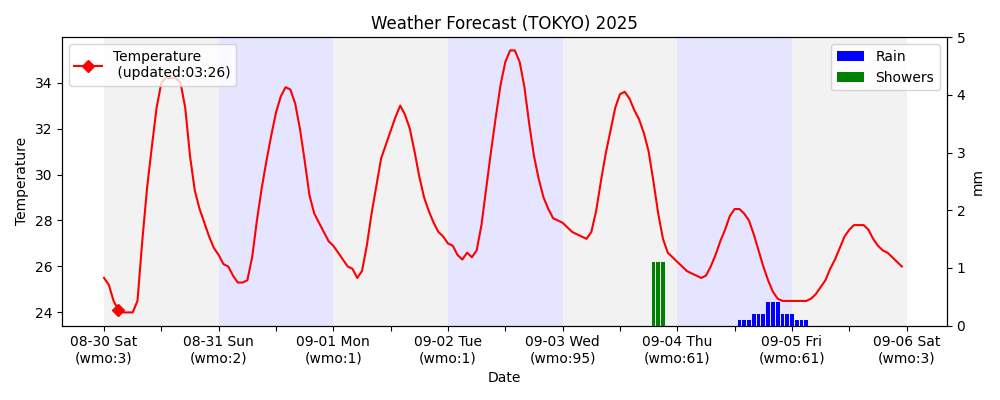 Weather Forecast (TOKYO) 2025
Temperature
(updated:03:26)
Rain
Showers
Temperature
34
32
30
28
26
24
5
4
3
2
1
0
mm
08-30 Sat
(wmo:3)
08-31 Sun
(wmo:2)
09-01 Mon
(wmo:1)
09-02 Tue
(wmo:1)
09-03 Wed
(wmo:95)
09-04 Thu
(wmo:61)
09-05 Fri
(wmo:61)
09-06 Sat
(wmo:3)
Date